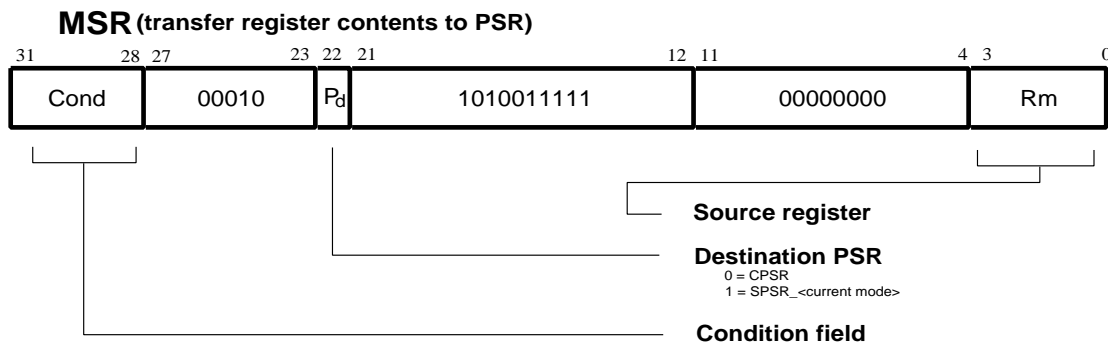 MSR (transfer register contents to PSR)
31 28 27 23 22 21 12 11 4 3 0
Cond 00010 Pd 1010011111 00000000 Rm
Source register
Destination PSR
0 = CPSR
1 = SPSR_<current mode>
Condition field